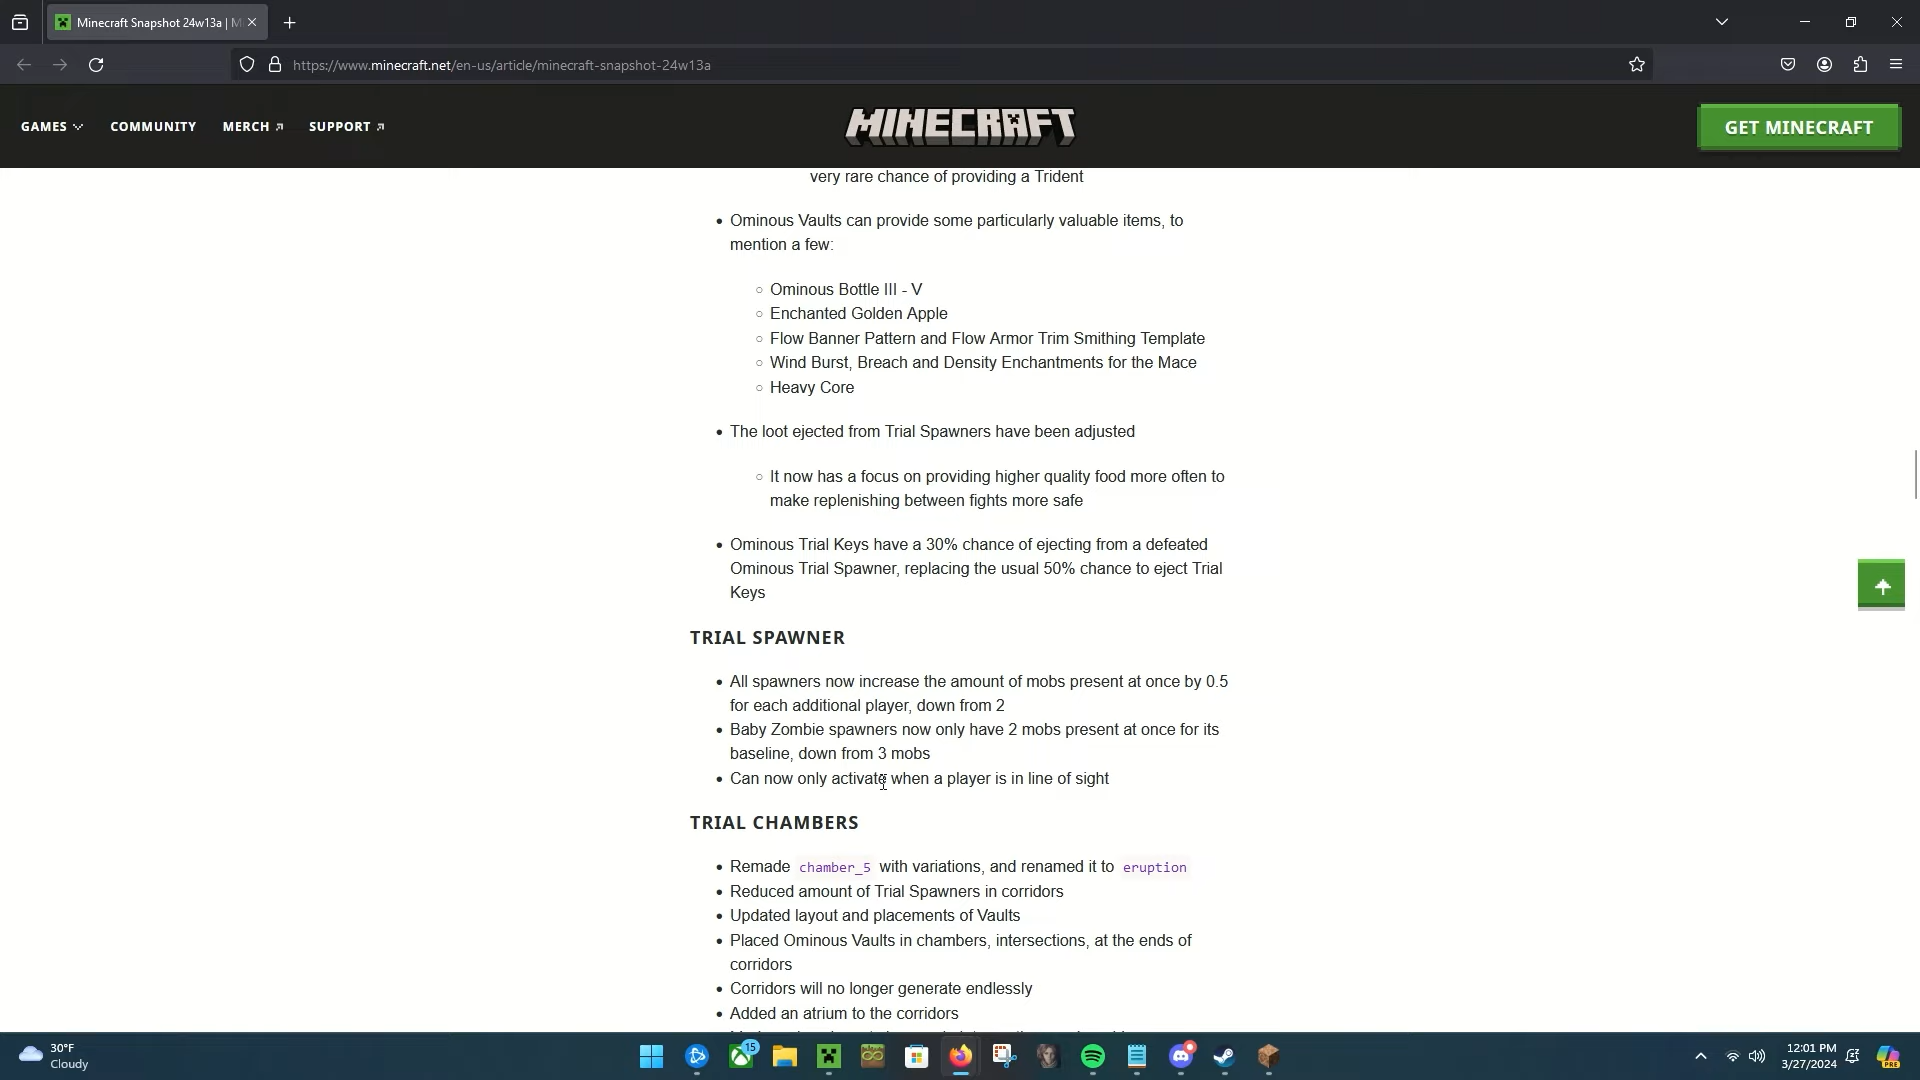 Minecraft Snapshot 24w13a | M
https://www.minecraft.net/en-us/article/minecraft-snapshot-24w13a
GAMES
COMMUNITY
MERCH
SUPPORT
MINECRAFT
GET MINECRAFT
very rare chance of providing a Trident
Ominous Vaults can provide some particularly valuable items, to
mention a few:
Ominous Bottle III - V
Enchanted Golden Apple
Flow Banner Pattern and Flow Armor Trim Smithing Template
Wind Burst, Breach and Density Enchantments for the Mace
Heavy Core
The loot ejected from Trial Spawners have been adjusted
It now has a focus on providing higher quality food more often to
make replenishing between fights more safe
Ominous Trial Keys have a 30% chance of ejecting from a defeated
Ominous Trial Spawner, replacing the usual 50% chance to eject Trial
Keys
TRIAL SPAWNER
All spawners now increase the amount of mobs present at once by 0.5
for each additional player, down from 2
Baby Zombie spawners now only have 2 mobs present at once for its
baseline, down from 3 mobs
Can now only activate when a player is in line of sight
TRIAL CHAMBERS
Remade chamber_5 with variations, and renamed it to eruption
Reduced amount of Trial Spawners in corridors
Updated layout and placements of Vaults
Placed Ominous Vaults in chambers, intersections, at the ends of
corridors
Corridors will no longer generate endlessly
Added an atrium to the corridors
30°F
Cloudy
15
12:01 PM
3/27/2024
PRE